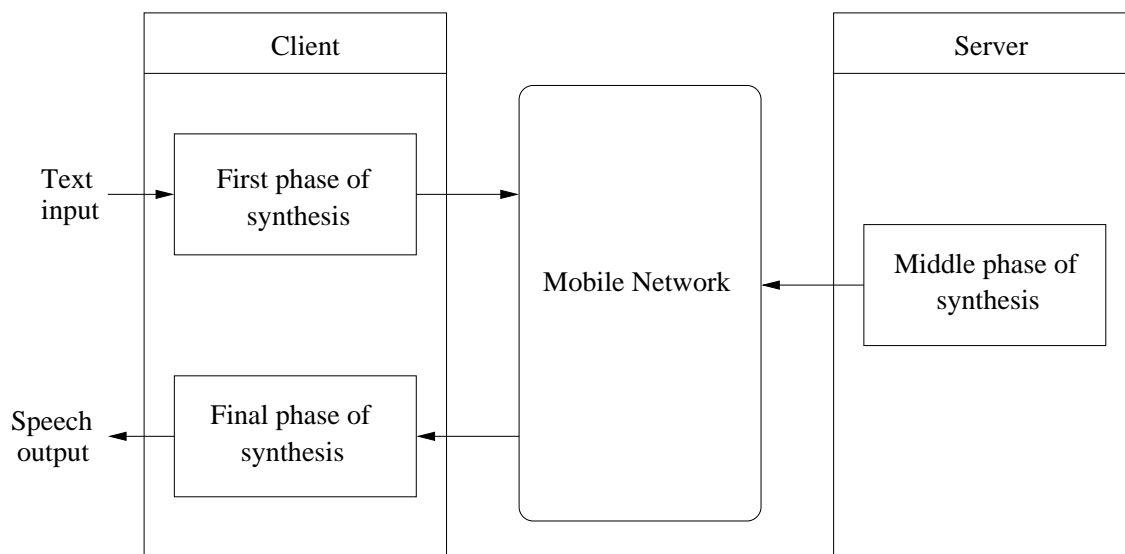 Client
Server
Text
input
First phase of
synthesis
Mobile Network
Middle phase of
synthesis
Speech
output
Final phase of
synthesis